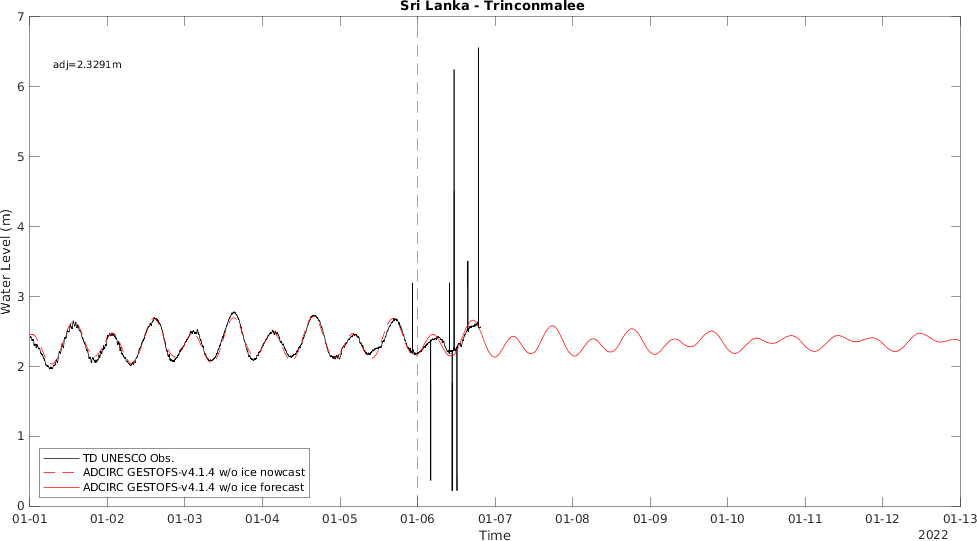 Sri Lanka - Trinconmalee
adj=2.3291m
7
6
5
4
3
2
1
0
Water Level (m)
TD UNESCO Obs.
ADCIRC GESTOFS-v4.1.4 w/o ice nowcast
ADCIRC GESTOFS-v4.1.4 w/o ice forecast
01-01 01-02 01-03 01-04 01-05 01-06 01-07 01-08 01-09 01-10 01-11 01-12 01-13
Time
2022